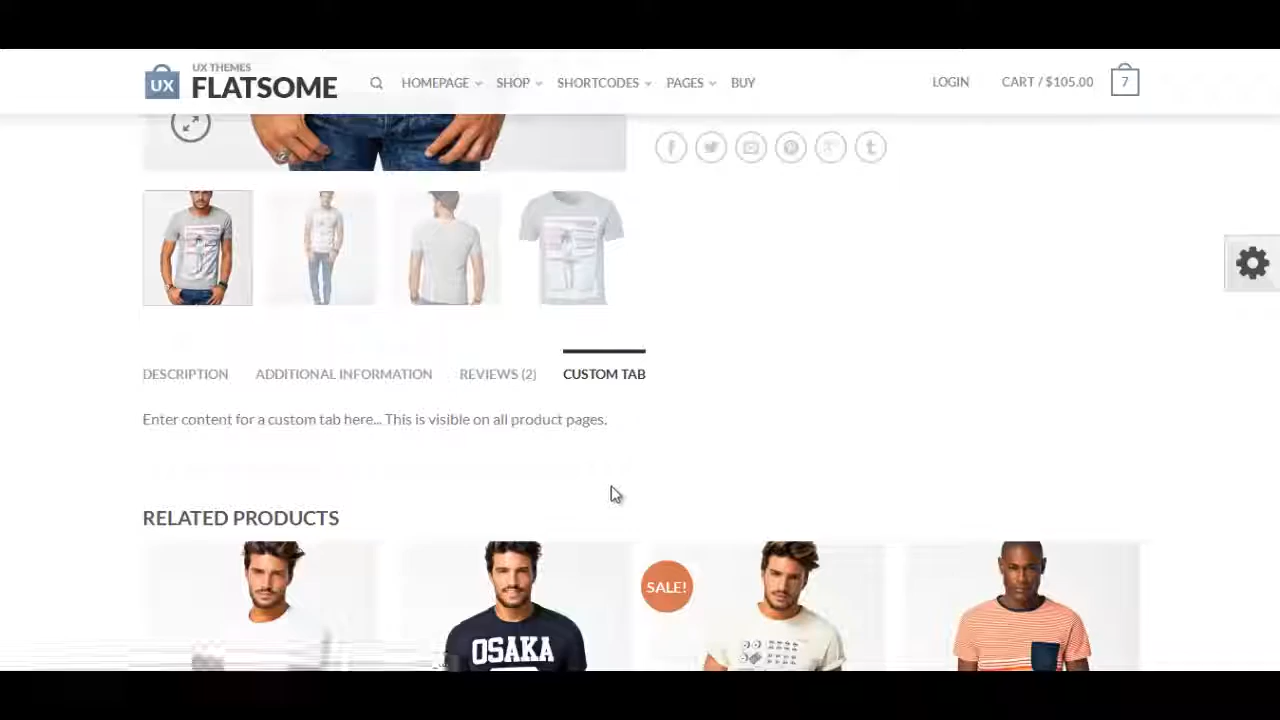 UX THEMES
UX FLATSOME
HOMEPAGE SHOP SHORTCODES PAGES BUY LOGIN CART / $105.00 7
DESCRIPTION ADDITIONAL INFORMATION REVIEWS (2) CUSTOM TAB
Enter content for a custom tab here... This is visible on all product pages.
RELATED PRODUCTS
SALE!
OSAKA